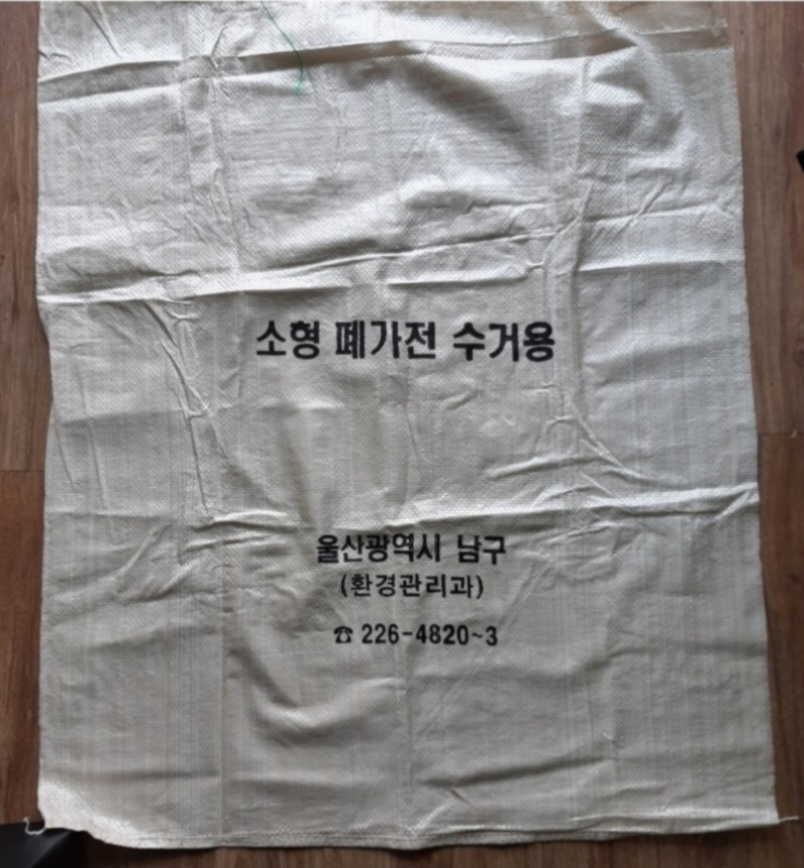 소형 폐가전 수거용
울산광역시 남구
(환경관리과)
☎ 226-4820~3